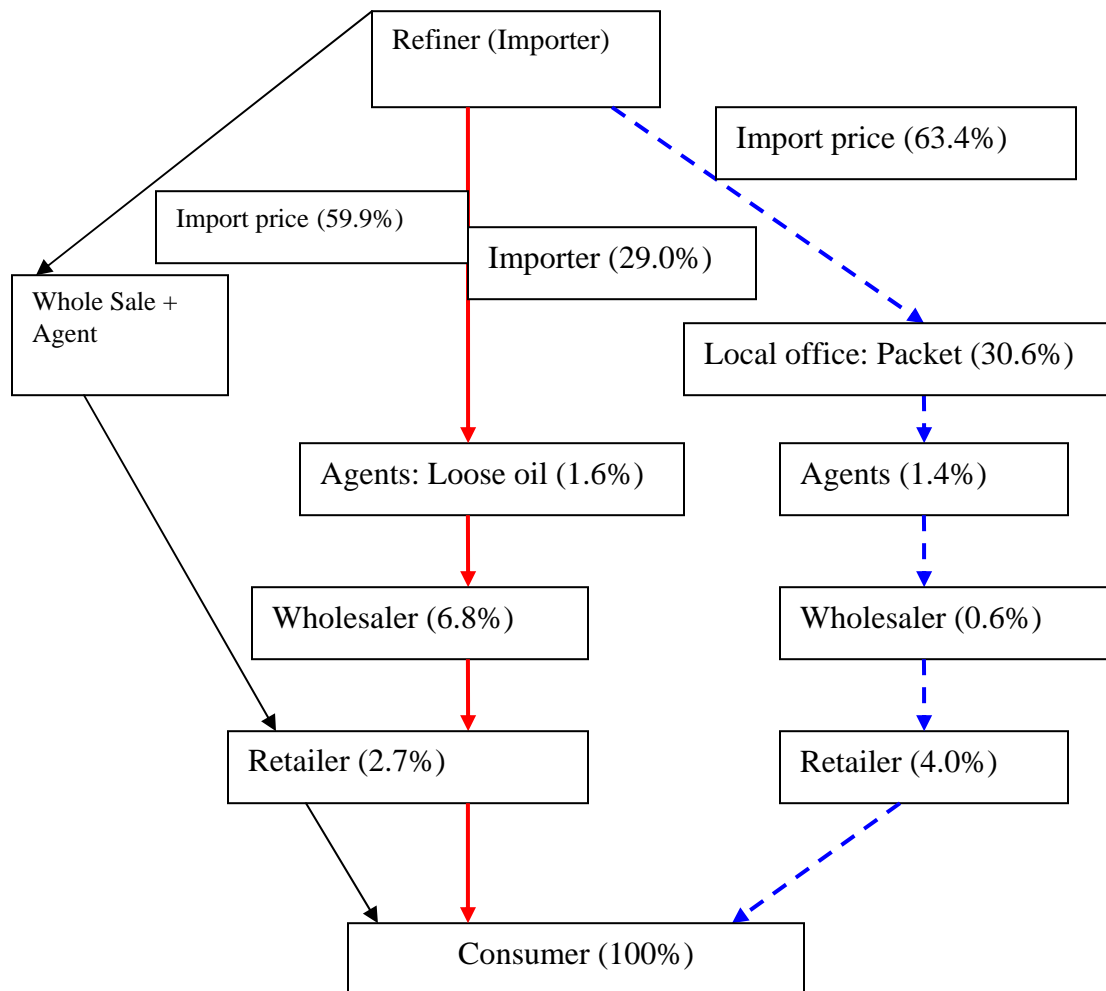 Refiner (Importer)
Import price (63.4%)
Import price (59.9%)
Importer (29.0%)
Whole Sale +
Agent
Local office: Packet (30.6%)
Agents: Loose oil (1.6%)
Agents (1.4%)
Wholesaler (6.8%)
Wholesaler (0.6%)
Retailer (2.7%)
Retailer (4.0%)
Consumer (100%)